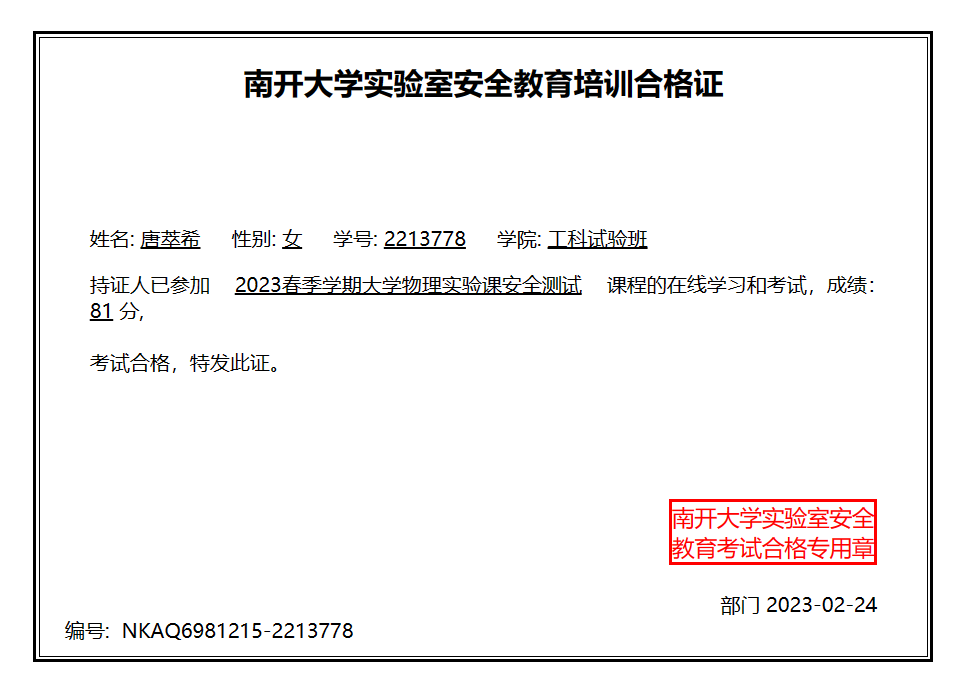 南开大学实验室安全教育培训合格证
姓名: 唐萃希 性别: 女 学号: 2213778 学院: 工科试验班
持证人已参加 2023春季学期大学物理实验课安全测试 课程的在线学习和考试，成绩：
81 分,
考试合格，特发此证。
南开大学实验室安全
教育考试合格专用章
部门 2023-02-24
编号: NKAQ6981215-2213778